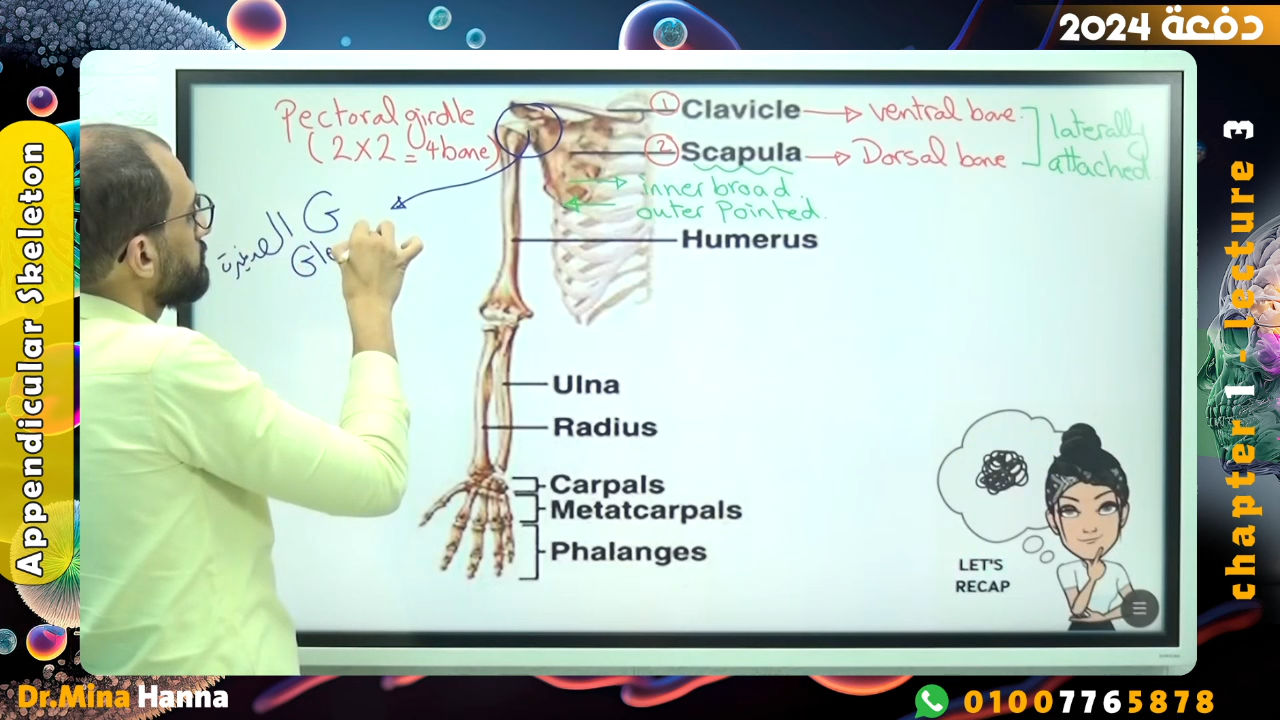 دفعة 2024
Appendicular Skeleton
chapter 1 - lecture 3
Pectoral girdle
(2x2 = 4bone)
1 Clavicle → ventral bone.
2 Scapula → Dorsal bone
laterally
attached
inner broad
outer Pointed.
G الصغيرة
Gle
Humerus
Ulna
Radius
Carpals
Metatcarpals
Phalanges
LET'S
RECAP
Dr.Mina Hanna
01007765878